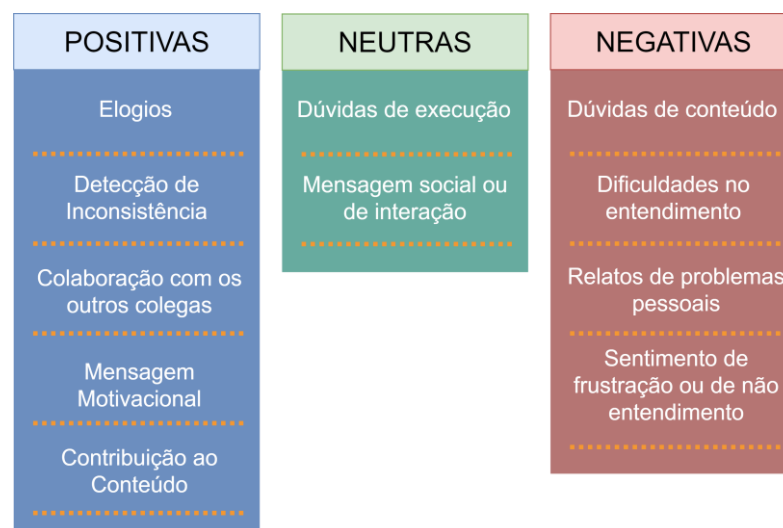 POSITIVAS
Elogios
Detecção de
Inconsistência
Colaboração com os
outros colegas
Mensagem
Motivacional
Contribuição ao
Conteúdo
NEUTRAS
Dúvidas de execução
Mensagem social ou
de interação
NEGATIVAS
Dúvidas de conteúdo
Dificuldades no
entendimento
Relatos de problemas
pessoais
Sentimento de
frustração ou de não
entendimento